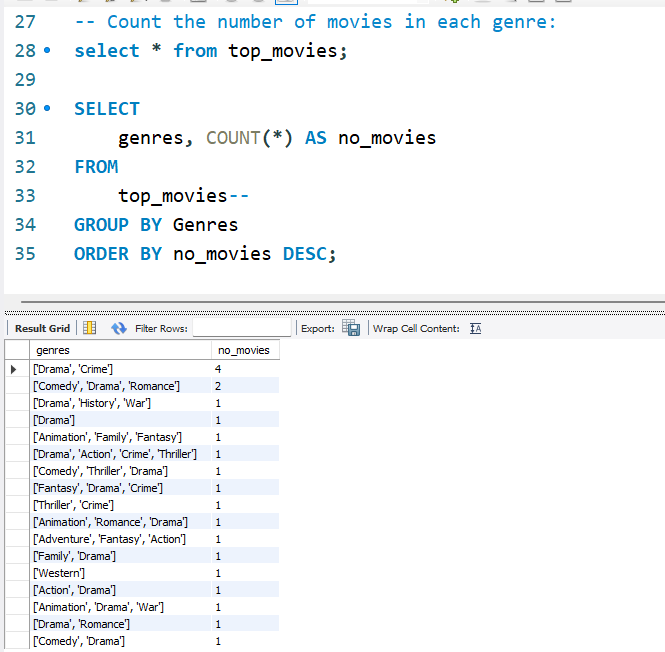 27 -- Count the number of movies in each genre:
28 select * from top_movies;
29
30 SELECT
31 genres, COUNT(*) AS no_movies
32 FROM
33 top_movies--
34 GROUP BY Genres
35 ORDER BY no_movies DESC;
Result Grid Filter Rows: Export: Wrap Cell Content: IA
genres no_movies
['Drama', 'Crime'] 4
['Comedy', 'Drama', 'Romance'] 2
['Drama', 'History', 'War'] 1
['Drama'] 1
['Animation', 'Family', 'Fantasy'] 1
['Drama', 'Action', 'Crime', 'Thriller'] 1
['Comedy', 'Thriller', 'Drama'] 1
['Fantasy', 'Drama', 'Crime'] 1
['Thriller', 'Crime'] 1
['Animation', 'Romance', 'Drama'] 1
['Adventure', 'Fantasy', 'Action'] 1
['Family', 'Drama'] 1
['Western'] 1
['Action', 'Drama'] 1
['Animation', 'Drama', 'War'] 1
['Drama', 'Romance'] 1
['Comedy', 'Drama'] 1